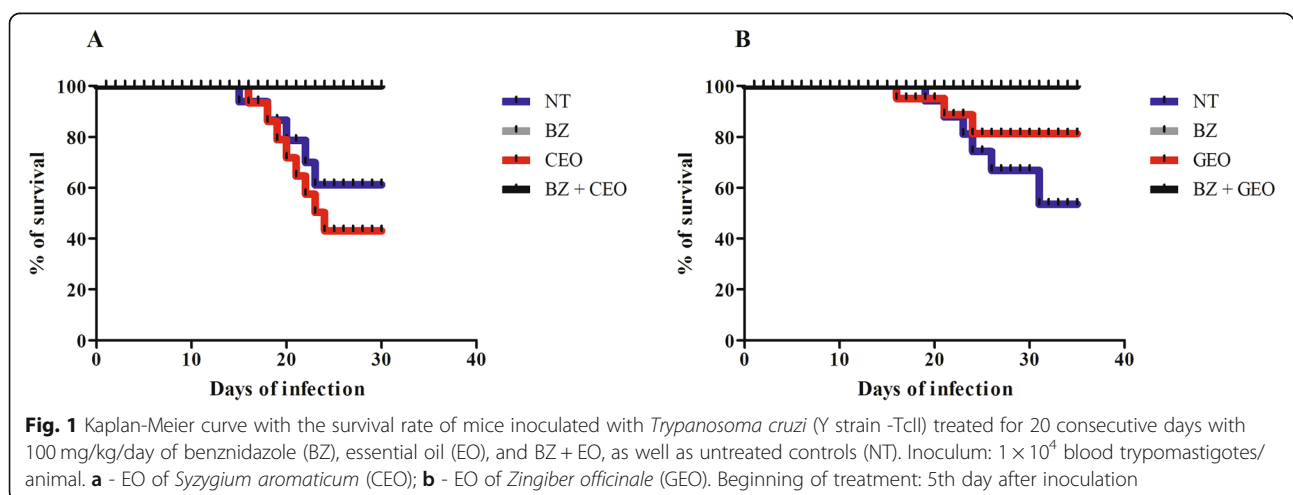 A
100
80
60
40
20
0
% of survival
0 10 20 30 40
Days of infection
NT
BZ
CEO
BZ + CEO
B
100
80
60
40
20
0
% of survival
0 10 20 30 40
Days of infection
NT
BZ
GEO
BZ + GEO
Fig. 1 Kaplan-Meier curve with the survival rate of mice inoculated with Trypanosoma cruzi (Y strain -TcII) treated for 20 consecutive days with
100 mg/kg/day of benznidazole (BZ), essential oil (EO), and BZ + EO, as well as untreated controls (NT). Inoculum: 1 × 10⁴ blood trypomastigotes/
animal. a - EO of Syzygium aromaticum (CEO); b - EO of Zingiber officinale (GEO). Beginning of treatment: 5th day after inoculation